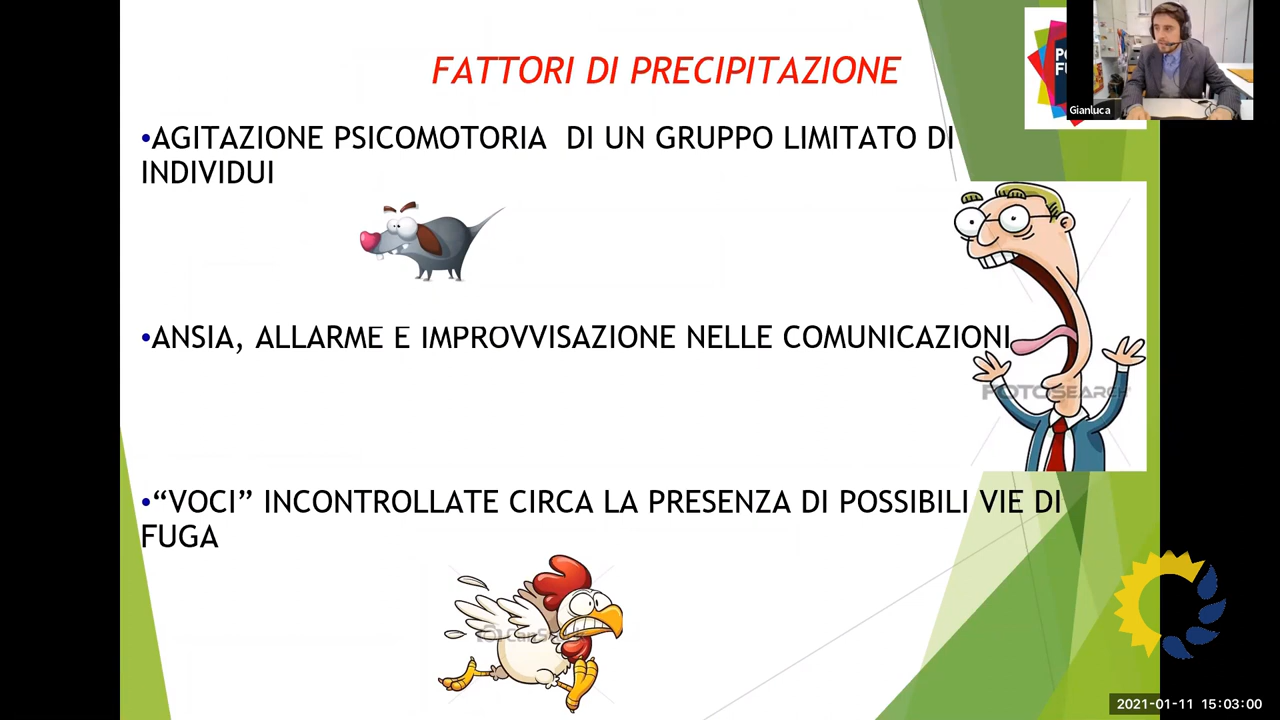 FATTORI DI PRECIPITAZIONE
•AGITAZIONE PSICOMOTORIA DI UN GRUPPO LIMITATO DI
INDIVIDUI
•ANSIA, ALLARME E IMPROVVISAZIONE NELLE COMUNICAZIONI
•“VOCI” INCONTROLLATE CIRCA LA PRESENZA DI POSSIBILI VIE DI
FUGA
Gianluca
2021-01-11 15:03:00